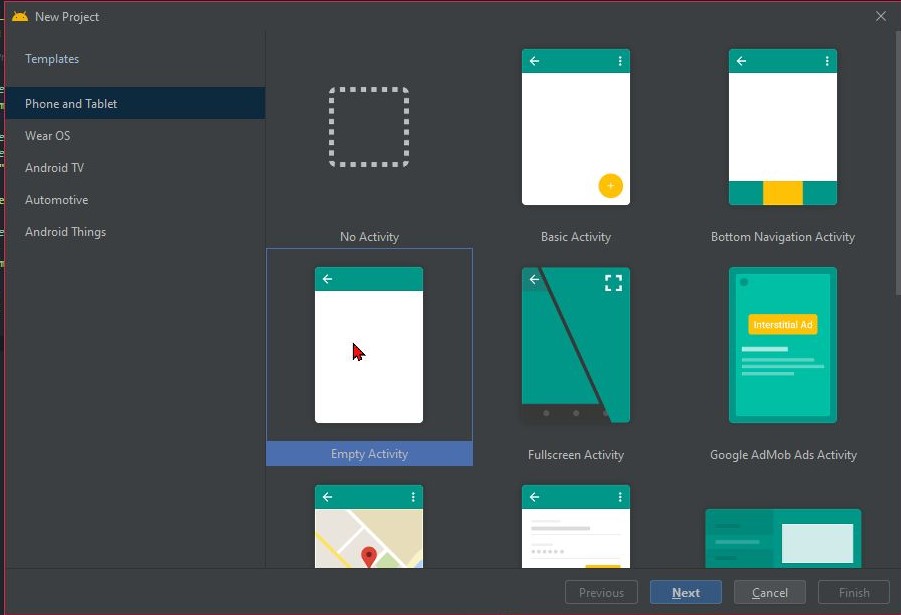 New Project
Templates
Phone and Tablet
Wear OS
Android TV
Automotive
Android Things
No Activity
Basic Activity
Bottom Navigation Activity
Interstitial Ad
Empty Activity
Fullscreen Activity
Google AdMob Ads Activity
Previous
Next
Cancel
Finish